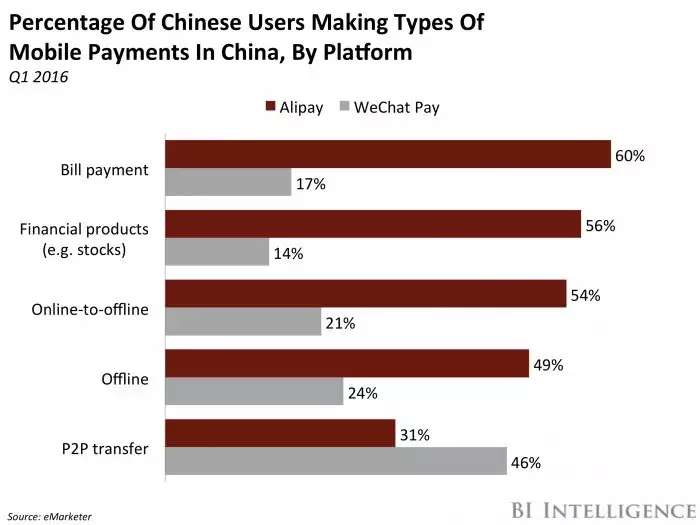 Percentage Of Chinese Users Making Types Of
Mobile Payments In China, By Platform
Q1 2016
Alipay WeChat Pay
Bill payment 60%
17%
Financial products
(e.g. stocks) 56%
14%
Online-to-offline 54%
21%
Offline 49%
24%
P2P transfer 31%
46%
Source: eMarketer
BI INTELLIGENCE